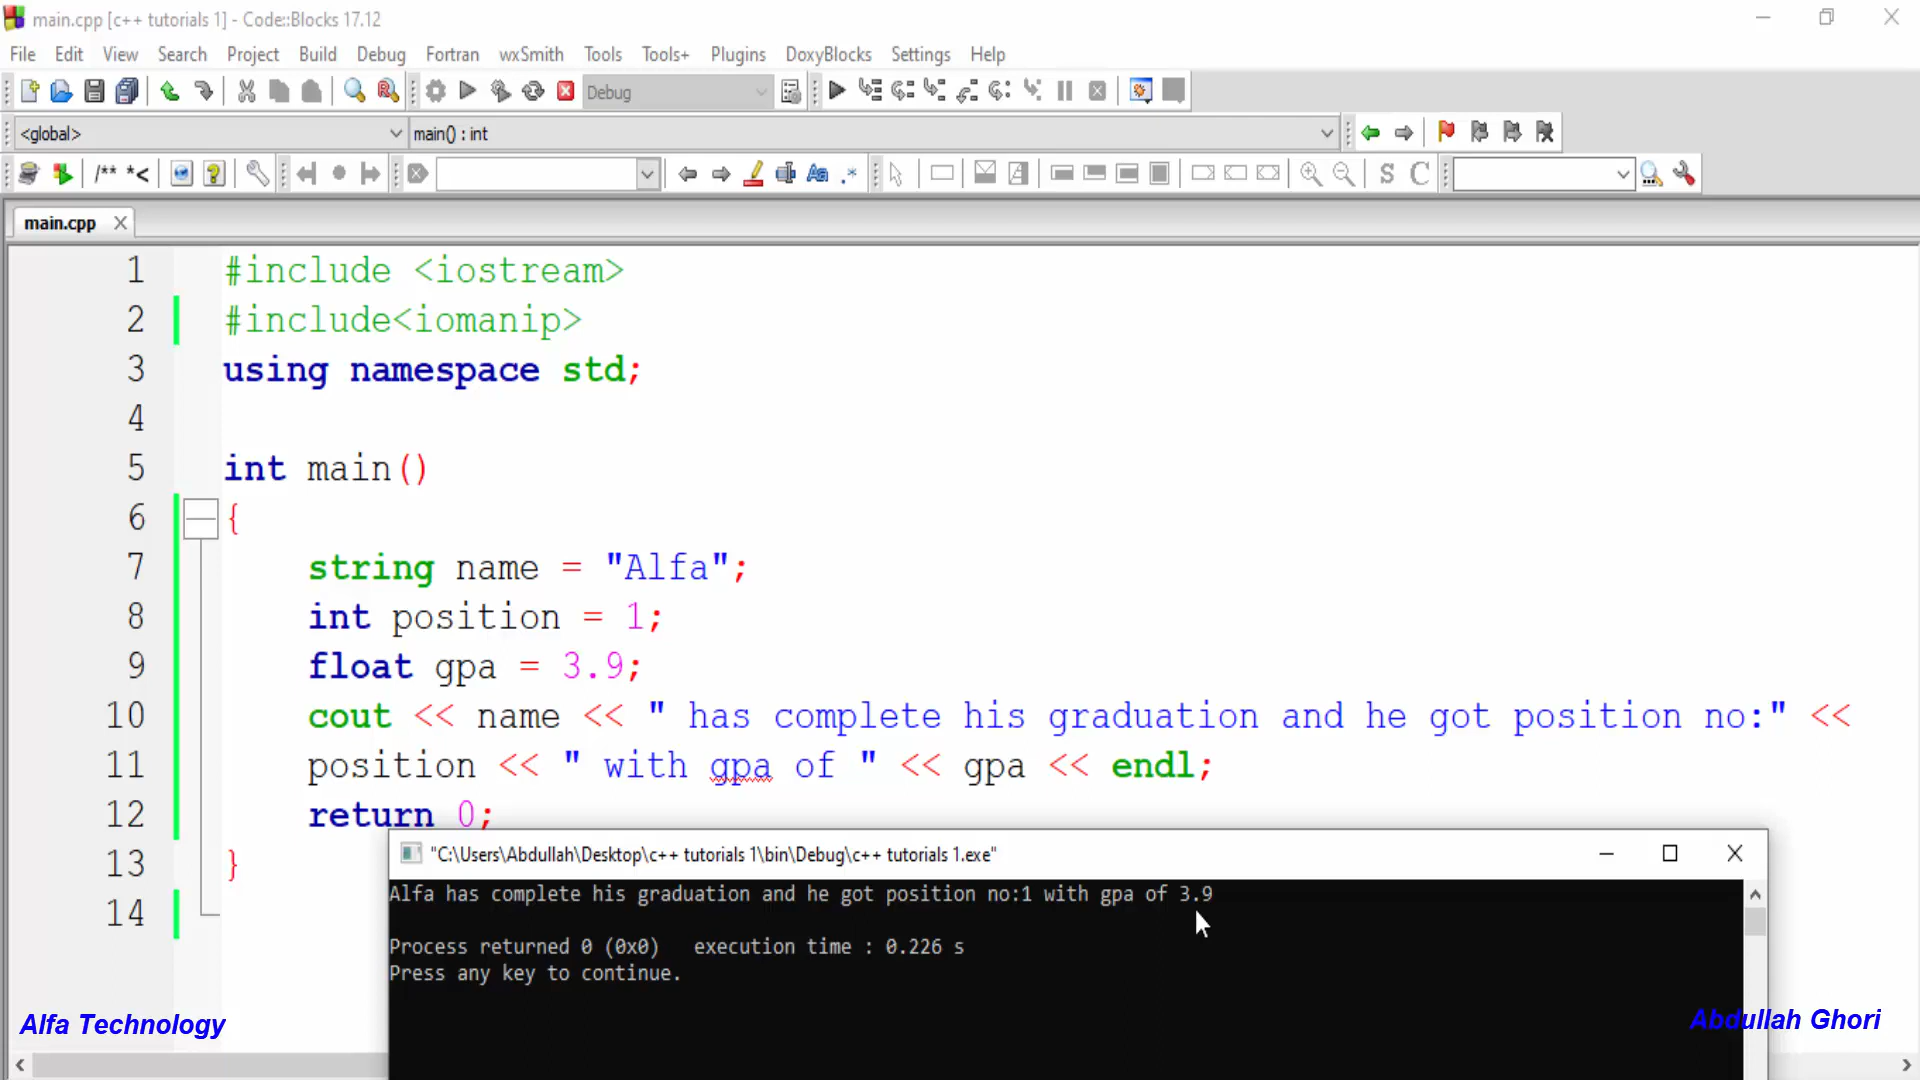 main.cpp [c++ tutorials 1] - Code::Blocks 17.12
File Edit View Search Project Build Debug Fortran wxSmith Tools Tools+ Plugins DoxyBlocks Settings Help
Debug
<global> main() : int
/** *< S C
main.cpp
1 #include <iostream>
2 #include<iomanip>
3 using namespace std;
4
5 int main()
6 {
7 string name = "Alfa";
8 int position = 1;
9 float gpa = 3.9;
10 cout << name << " has complete his graduation and he got position no:" <<
11 position << " with gpa of " << gpa << endl;
12 return 0;
13 }
14
"C:\Users\Abdullah\Desktop\c++ tutorials 1\bin\Debug\c++ tutorials 1.exe"
Alfa has complete his graduation and he got position no:1 with gpa of 3.9
Process returned 0 (0x0)   execution time : 0.226 s
Press any key to continue.
Alfa Technology
Abdullah Ghori